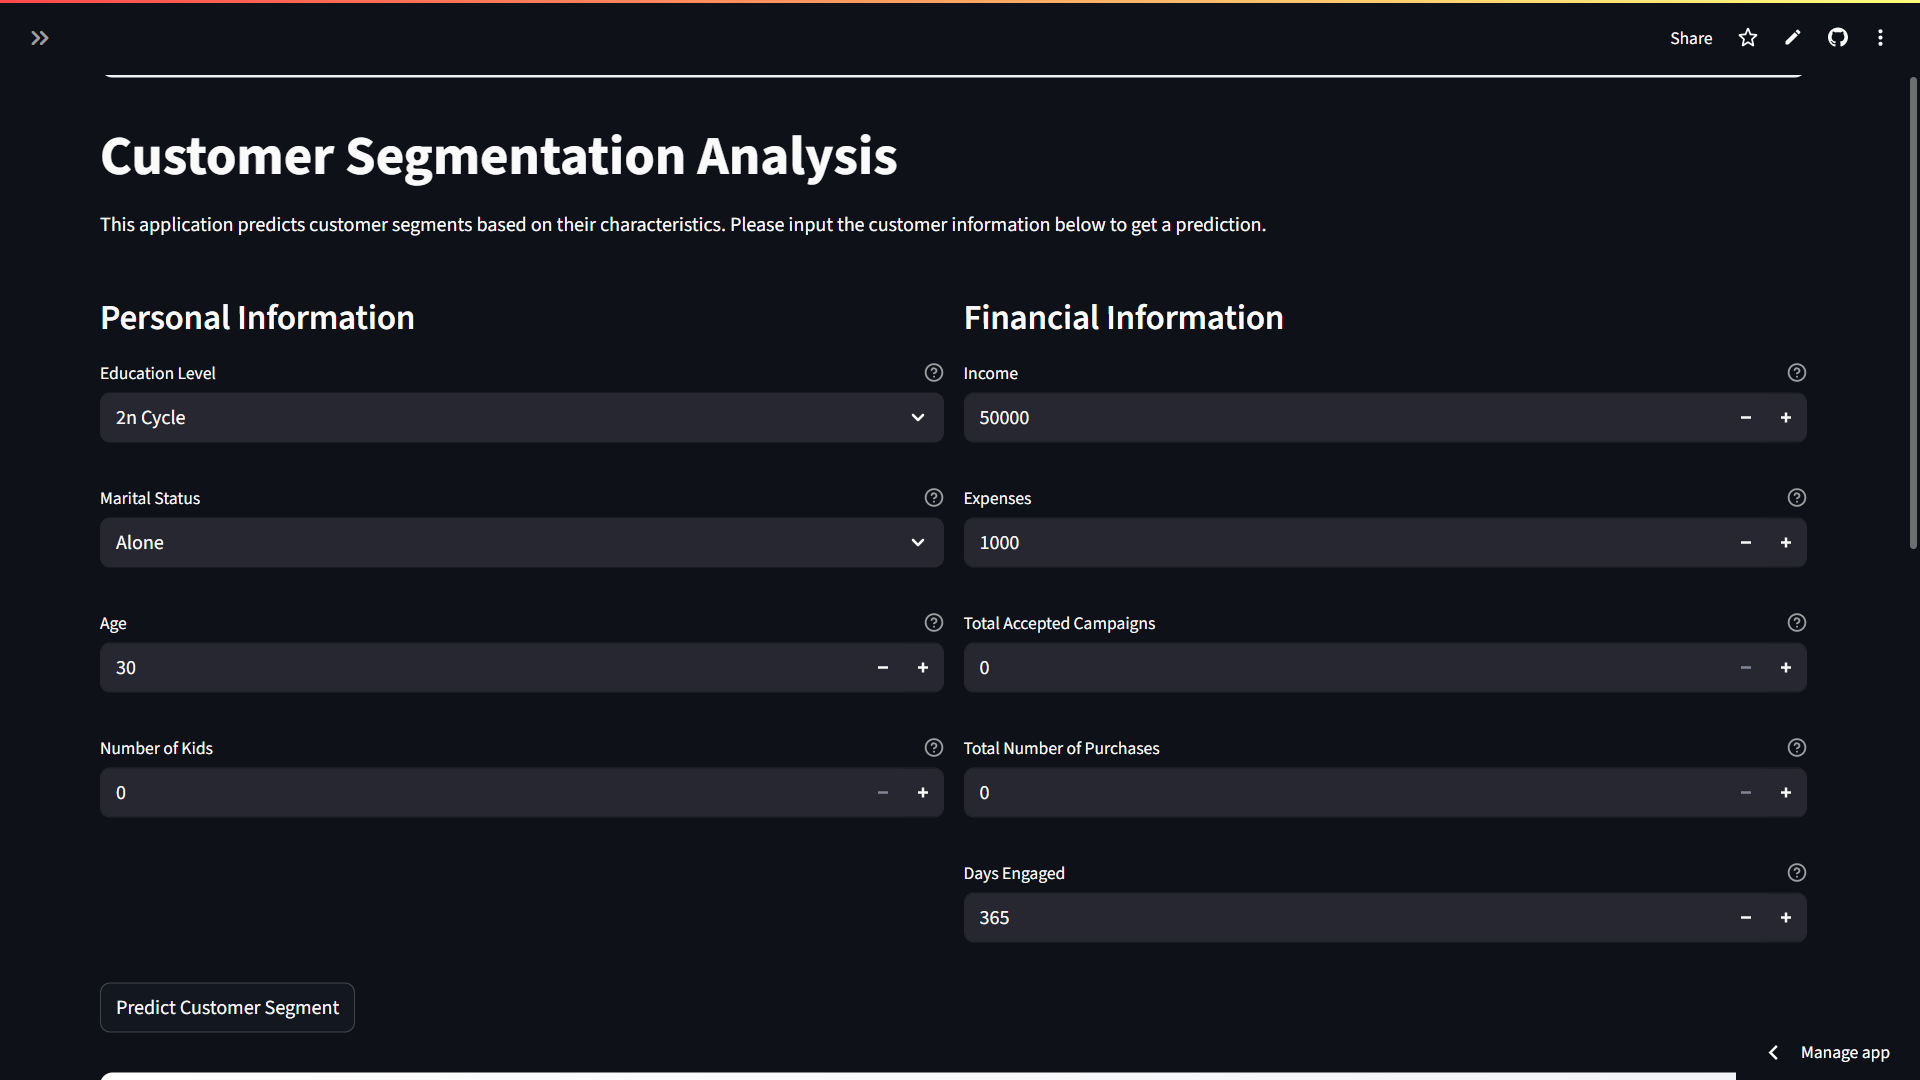 Share
Customer Segmentation Analysis
This application predicts customer segments based on their characteristics. Please input the customer information below to get a prediction.
Personal Information
Education Level
2n Cycle
Marital Status
Alone
Age
30
Number of Kids
0
Financial Information
Income
50000
Expenses
1000
Total Accepted Campaigns
0
Total Number of Purchases
0
Days Engaged
365
Predict Customer Segment
Manage app